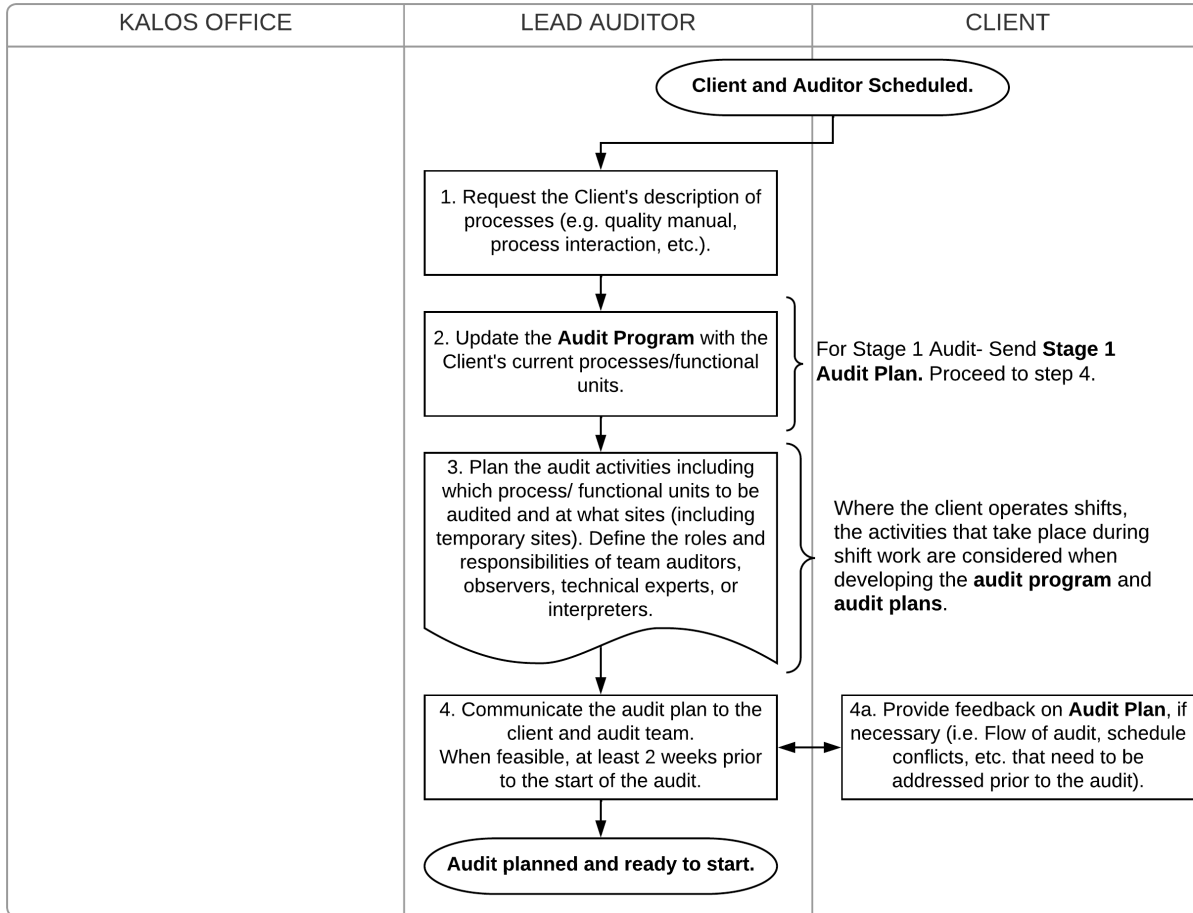 KALOS OFFICE
LEAD AUDITOR
CLIENT
Client and Auditor Scheduled.
1. Request the Client's description of
processes (e.g. quality manual,
process interaction, etc.).
2. Update the Audit Program with the
Client's current processes/functional
units.
For Stage 1 Audit- Send Stage 1
Audit Plan. Proceed to step 4.
3. Plan the audit activities including
which process/ functional units to be
audited and at what sites (including
temporary sites). Define the roles and
responsibilities of team auditors,
observers, technical experts, or
interpreters.
Where the client operates shifts,
the activities that take place during
shift work are considered when
developing the audit program and
audit plans.
4. Communicate the audit plan to the
client and audit team.
When feasible, at least 2 weeks prior
to the start of the audit.
4a. Provide feedback on Audit Plan, if
necessary (i.e. Flow of audit, schedule
conflicts, etc. that need to be
addressed prior to the audit).
Audit planned and ready to start.